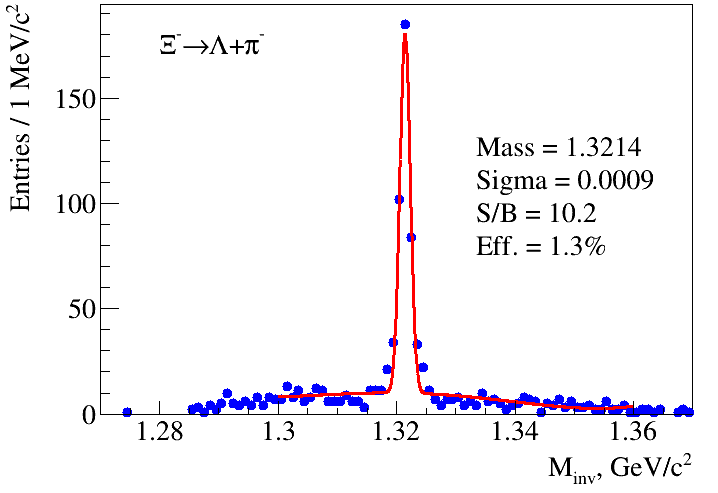 Entries / 1 MeV/c²
Ξ⁻→Λ+π⁻
150
100
50
0
Mass = 1.3214
Sigma = 0.0009
S/B = 10.2
Eff. = 1.3%
1.28 1.3 1.32 1.34 1.36
M_inv, GeV/c²